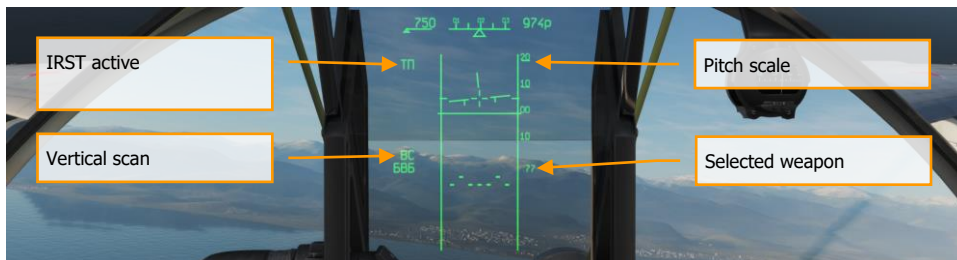 750 974р
IRST active
ТП
20
Pitch scale
10
00
10
Vertical scan
ВС
БВБ
77
Selected weapon